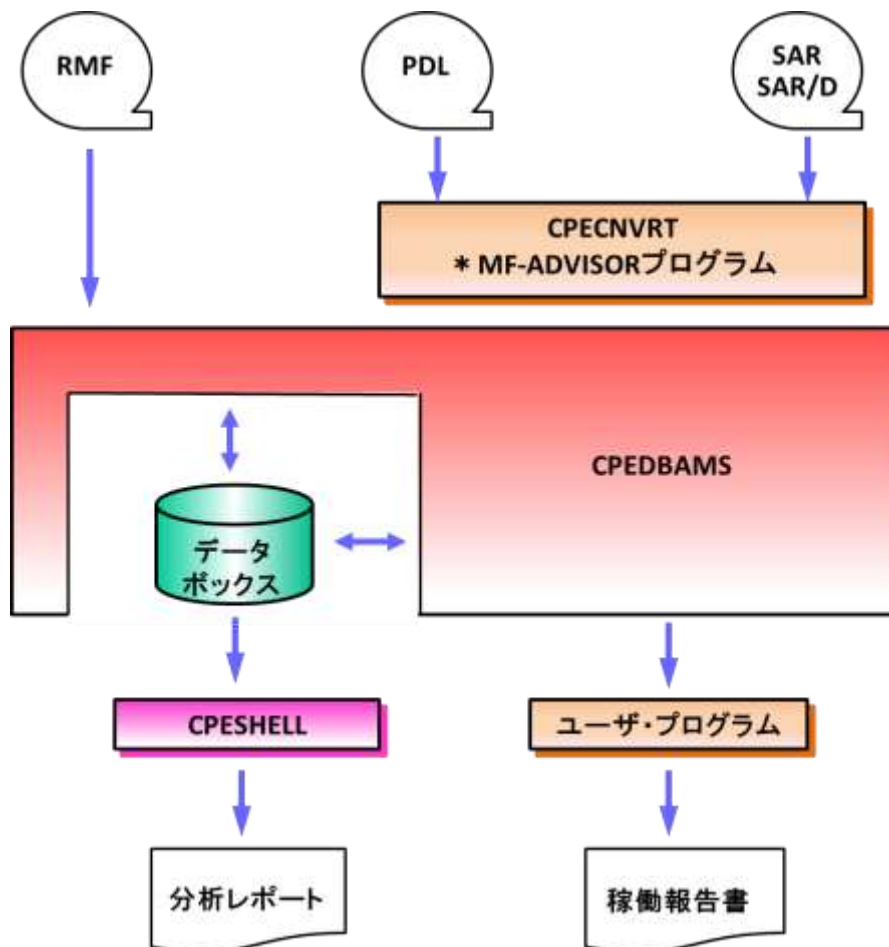 RMF
PDL
SAR
SAR/D
CPECNVRT
* MF-ADVISORプログラム
CPEDBAMS
データ
ボックス
CPESHELL
ユーザ・プログラム
分析レポート
稼働報告書